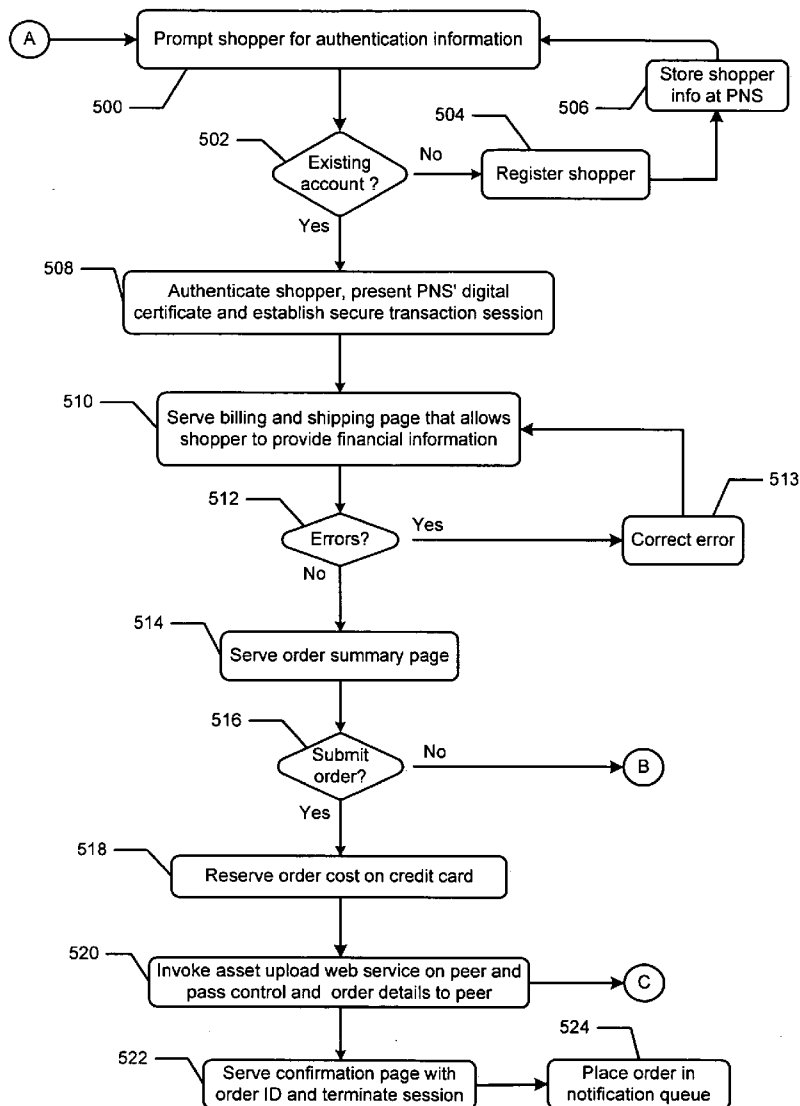 A
Prompt shopper for authentication information
500
Store shopper
info at PNS
506
504
502
Existing
account ?
No
Register shopper
Yes
508
Authenticate shopper, present PNS' digital
certificate and establish secure transaction session
510
Serve billing and shipping page that allows
shopper to provide financial information
512
513
Errors?
Yes
Correct error
No
514
Serve order summary page
516
Submit
order?
No
B
Yes
518
Reserve order cost on credit card
520
Invoke asset upload web service on peer and
pass control and order details to peer
C
522
524
Serve confirmation page with
order ID and terminate session
Place order in
notification queue